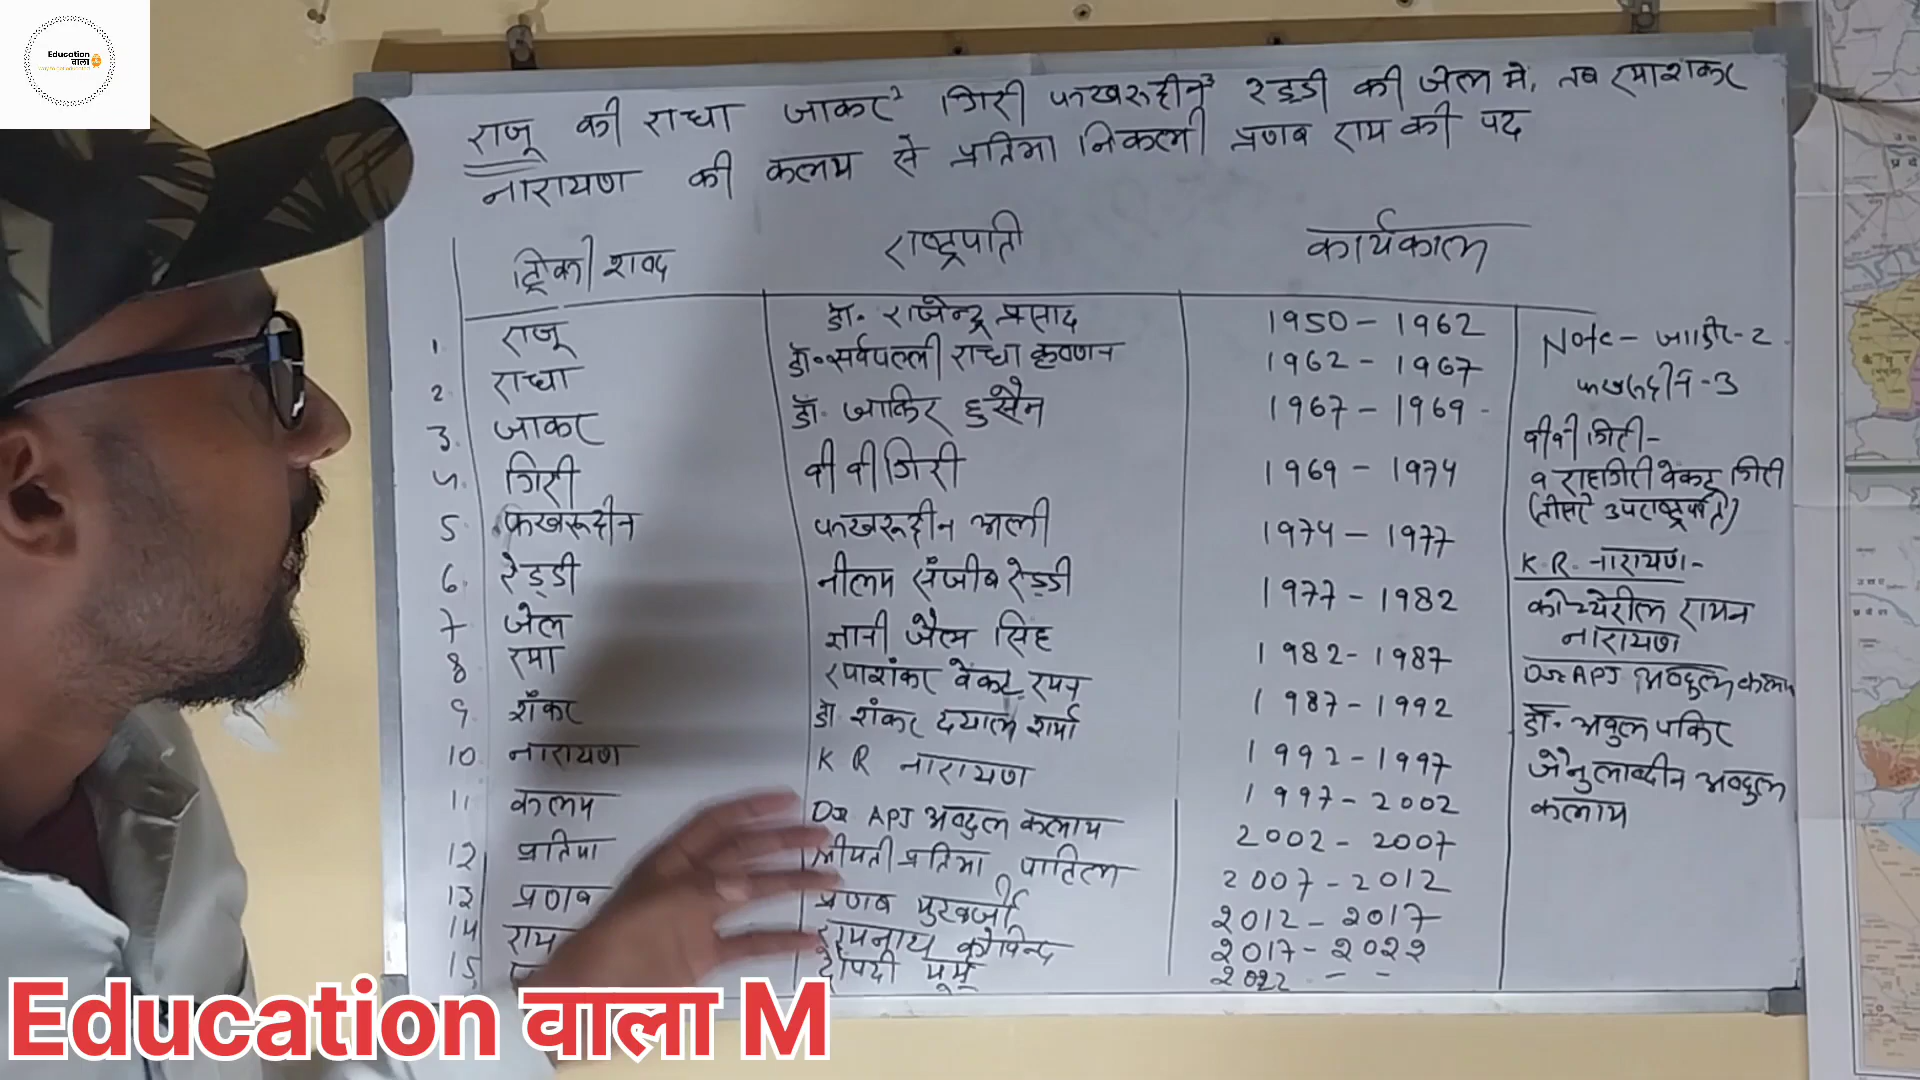 Education
वाला
राजू की राधा जाकर² गिरी फखरूद्दीन³ रेड्डी की जेल मे, तब रमाशंकर
नारायण की कलम से प्रतिभा निकली प्रणब राम की पद
ट्रिकी शब्द राष्ट्रपति कार्यकाल
1. राजू डॉ. राजेन्द्र प्रसाद 1950 - 1962
2. राधा डॉ. सर्वपल्ली राधा कृष्णन 1962 - 1967
3. जाकर डॉ. जाकिर हुसैन 1967 - 1969
4. गिरी वी वी गिरी 1969 - 1974
5 फखरूद्दीन फखरूद्दीन अली 1974 - 1977
6. रेड्डी नीलम संजीब रेड्डी 1977 - 1982
7 जेल ज्ञानी जैल सिंह 1982 - 1987
8 रमा रमाशंकर वेंकट रमन 1987 - 1992
9. शंकर डॉ शंकर दयाल शर्मा 1992 - 1997
10 नारायण K R नारायण 1997 - 2002
11 कलम Dr APJ अब्दुल कलाम 2002 - 2007
12 प्रतिभा श्रीमती प्रतिभा पाटिल 2007 - 2012
13 प्रणब प्रणब मुखर्जी 2012 - 2017
14 राम रामनाथ कोविन्द 2017 - 2022
15 द्रोपदी मूर्मू 2022 - -
Note - जाकिर - 2
फखरूद्दीन - 3
वी वी गिरी -
वराहगिरी वेंकट गिरी
(तीसरे उपराष्ट्रपति)
K. R. नारायण -
कोच्येरील रामन
नारायण
Dr APJ अब्दुल कलाम
डॉ. अबुल पकिर
जैनुलाब्दीन अब्दुल
कलाम
Education वाला M